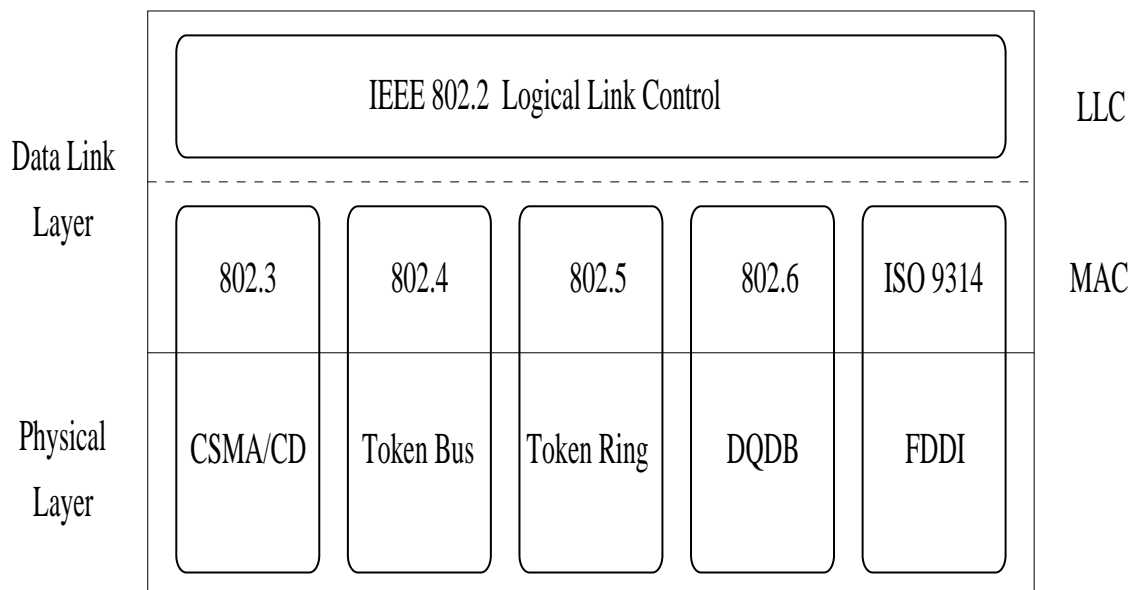 IEEE 802.2 Logical Link Control
LLC
Data Link
Layer
802.3
802.4
802.5
802.6
ISO 9314
MAC
Physical
Layer
CSMA/CD
Token Bus
Token Ring
DQDB
FDDI